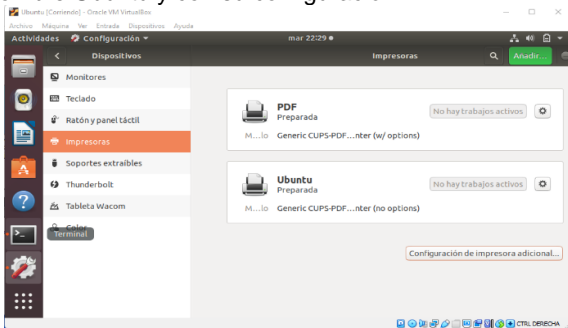 Ubuntu [Corriendo] - Oracle VM VirtualBox
Archivo Máquina Ver Entrada Dispositivos Ayuda
Actividades Configuración mar 22:29
Dispositivos Impresoras Añadir...
Monitores
Teclado
Ratón y panel táctil
Impresoras
Soportes extraíbles
Thunderbolt
Tableta Wacom
Color
Terminal
PDF
Preparada
No hay trabajos activos
M...lo Generic CUPS-PDF...nter (w/ options)
Ubuntu
Preparada
No hay trabajos activos
M...lo Generic CUPS-PDF...nter (no options)
Configuración de impresora adicional...
CTRL DERECHA